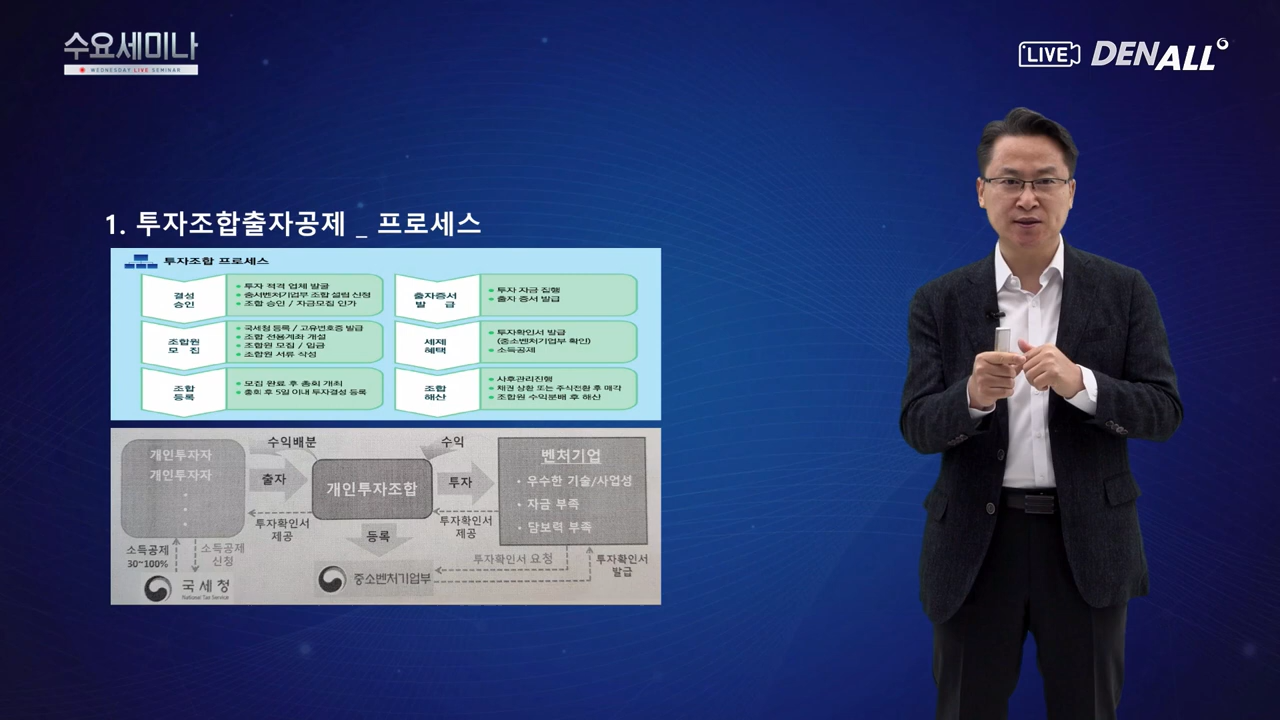 수요세미나
WEDNESDAY LIVE SEMINAR
LIVE DENALL
1. 투자조합출자공제 _ 프로세스
투자조합 프로세스
결성
승인
• 투자 적격 업체 발굴
• 중서벤처기업부 조합 설립 신청
• 조합 승인 / 자금모집 인가
조합원
모 집
• 국세청 등록 / 고유번호증 발급
• 조합 전용계좌 개설
• 조합원 모집 / 입금
• 조합원 서류 작성
조합
등록
• 모집 완료 후 총회 개최
• 총회 후 5일 이내 투자결성 등록
출자증서
발 급
• 투자 자금 집행
• 출자 증서 발급
세제
혜택
• 투자확인서 발급
(중소벤처기업부 확인)
• 소득공제
조합
해산
• 사후관리진행
• 채권 상환 또는 주식전환 후 매각
• 조합원 수익분배 후 해산
개인투자자
개인투자자
수익배분
출자
투자확인서
제공
개인투자조합
수익
투자
투자확인서
제공
벤처기업
· 우수한 기술/사업성
· 자금 부족
· 담보력 부족
등록
소득공제
30~100%
소득공제
신청
투자확인서 요청
투자확인서
발급
국세청
National Tax Service
중소벤처기업부